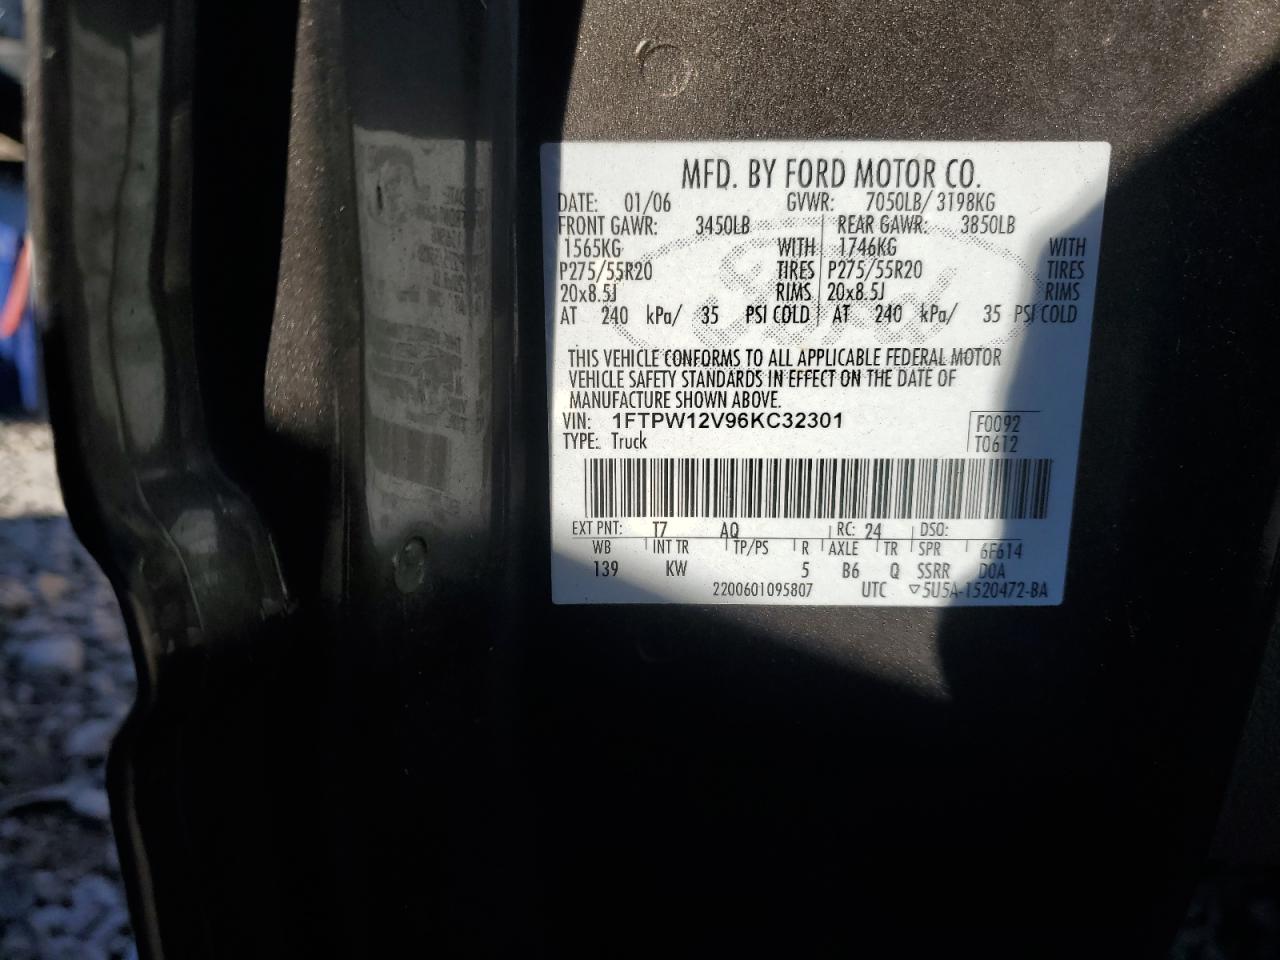 MFD. BY FORD MOTOR CO.
DATE: 01/06 GVWR: 7050LB/ 3198KG
FRONT GAWR: 3450LB REAR GAWR: 3850LB
1565KG WITH 1746KG WITH
P275/55R20 TIRES P275/55R20 TIRES
20x8.5J RIMS 20x8.5J RIMS
AT 240 kPa/ 35 PSI COLD AT 240 kPa/ 35 PSI COLD
THIS VEHICLE CONFORMS TO ALL APPLICABLE FEDERAL MOTOR
VEHICLE SAFETY STANDARDS IN EFFECT ON THE DATE OF
MANUFACTURE SHOWN ABOVE.
VIN: 1FTPW12V96KC32301 F0092
TYPE: Truck T0612
EXT PNT: T7 AQ RC: 24 DSO:
WB INT TR TP/PS R AXLE TR SPR 6F614
139 KW 5 B6 Q SSRR D0A
2200601095807 UTC ▽5U5A-1520472-BA